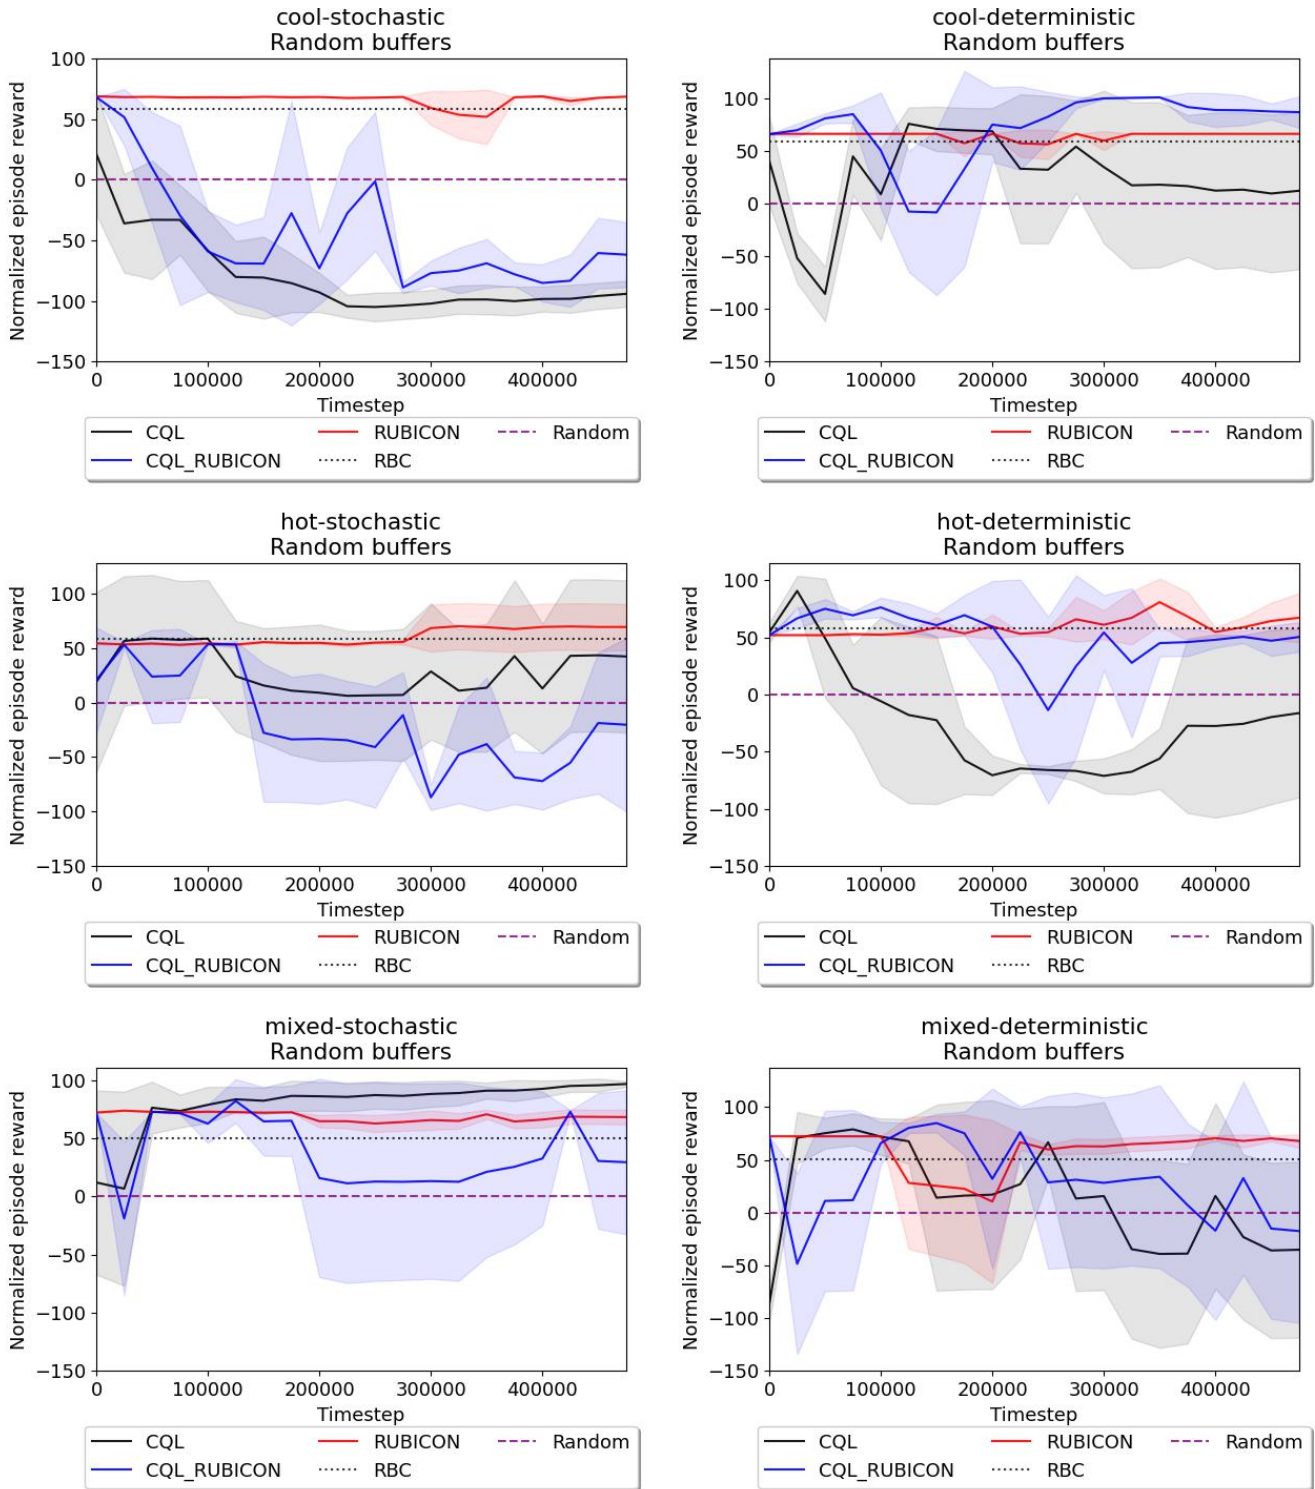 cool-stochastic
Random buffers
Normalized episode reward
100
50
0
−50
−100
−150
0 100000 200000 300000 400000
Timestep
CQL RUBICON Random
CQL_RUBICON RBC
cool-deterministic
Random buffers
Normalized episode reward
100
50
0
−50
−100
−150
0 100000 200000 300000 400000
Timestep
CQL RUBICON Random
CQL_RUBICON RBC
hot-stochastic
Random buffers
Normalized episode reward
100
50
0
−50
−100
−150
0 100000 200000 300000 400000
Timestep
CQL RUBICON Random
CQL_RUBICON RBC
hot-deterministic
Random buffers
Normalized episode reward
100
50
0
−50
−100
−150
0 100000 200000 300000 400000
Timestep
CQL RUBICON Random
CQL_RUBICON RBC
mixed-stochastic
Random buffers
Normalized episode reward
100
50
0
−50
−100
−150
0 100000 200000 300000 400000
Timestep
CQL RUBICON Random
CQL_RUBICON RBC
mixed-deterministic
Random buffers
Normalized episode reward
100
50
0
−50
−100
−150
0 100000 200000 300000 400000
Timestep
CQL RUBICON Random
CQL_RUBICON RBC